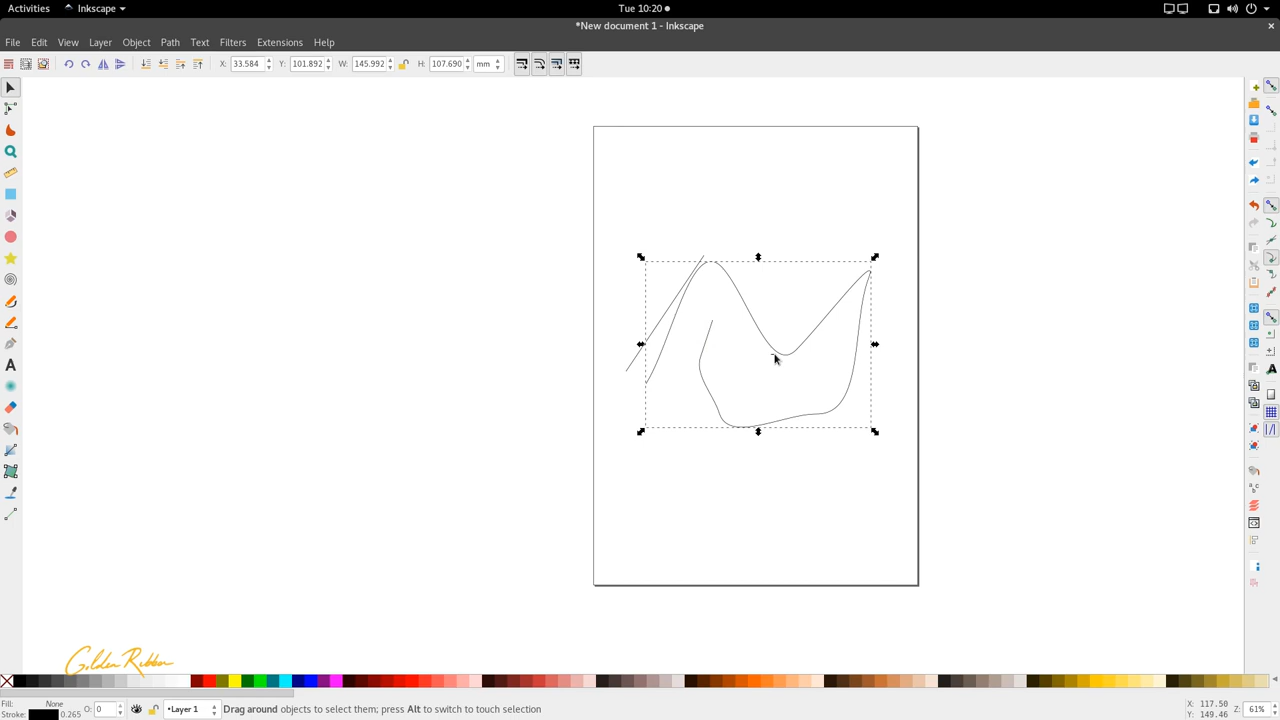 Activities Inkscape Tue 10:20
*New document 1 - Inkscape
File Edit View Layer Object Path Text Filters Extensions Help
X: 33.584 Y: 101.892 W: 145.992 H: 107.690 mm
Golden Ribbon
Fill: None O: 0 •Layer 1 Drag around objects to select them; press Alt to switch to touch selection X: 117.50 Z: 61%
Stroke: 0.265 Y: 149.46